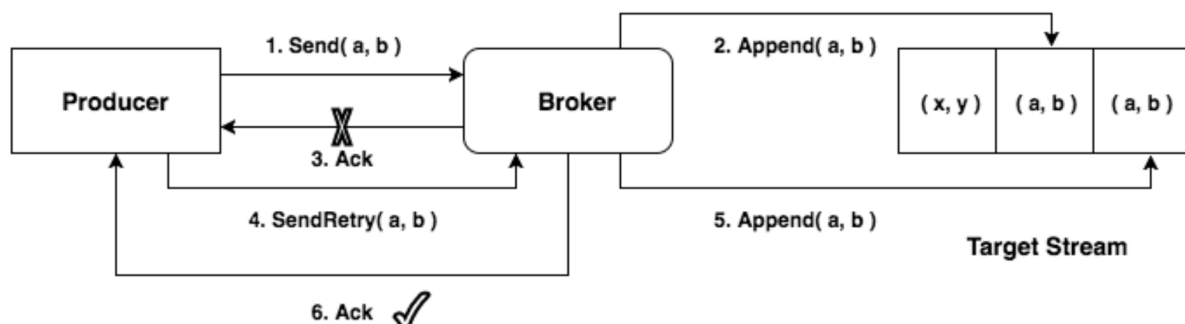 1. Send( a, b )
2. Append( a, b )
Producer
Broker
( x, y )
( a, b )
( a, b )
3. Ack
4. SendRetry( a, b )
5. Append( a, b )
Target Stream
6. Ack